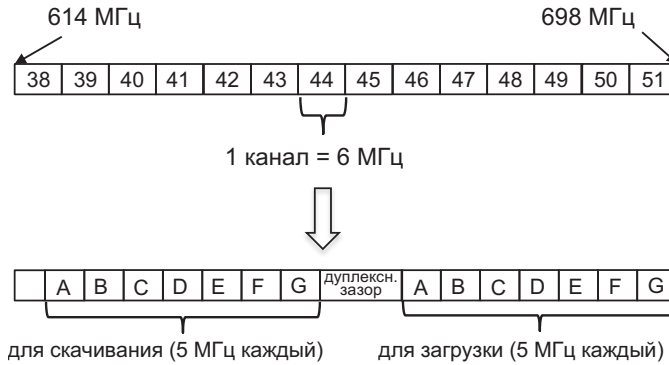 614 МГц 698 МГц
38 39 40 41 42 43 44 45 46 47 48 49 50 51
1 канал = 6 МГц
дуплексн.
A B C D E F G зазор A B C D E F G
для скачивания (5 МГц каждый) для загрузки (5 МГц каждый)